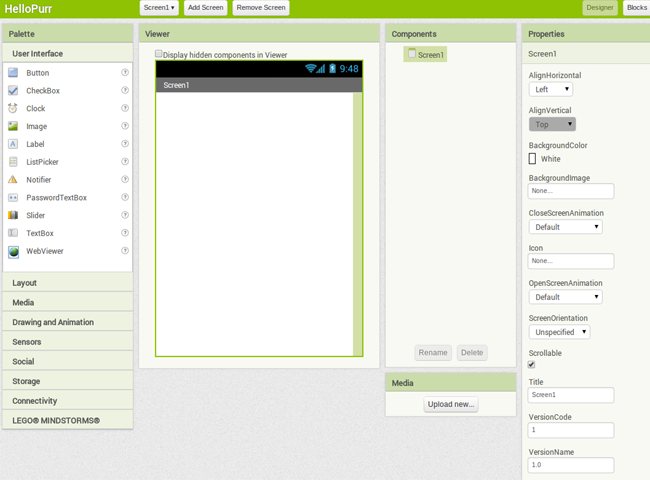 HelloPurr
Screen1 ▾ Add Screen Remove Screen
Designer Blocks
Palette
User Interface
Button ?
CheckBox ?
Clock ?
Image ?
Label ?
ListPicker ?
Notifier ?
PasswordTextBox ?
Slider ?
TextBox ?
WebViewer ?
Layout
Media
Drawing and Animation
Sensors
Social
Storage
Connectivity
LEGO® MINDSTORMS®
Viewer
Display hidden components in Viewer
9:48
Screen1
Components
Screen1
Rename Delete
Media
Upload new...
Properties
Screen1
AlignHorizontal
Left
AlignVertical
Top
BackgroundColor
White
BackgroundImage
None...
CloseScreenAnimation
Default
Icon
None...
OpenScreenAnimation
Default
ScreenOrientation
Unspecified
Scrollable
Title
Screen1
VersionCode
1
VersionName
1.0